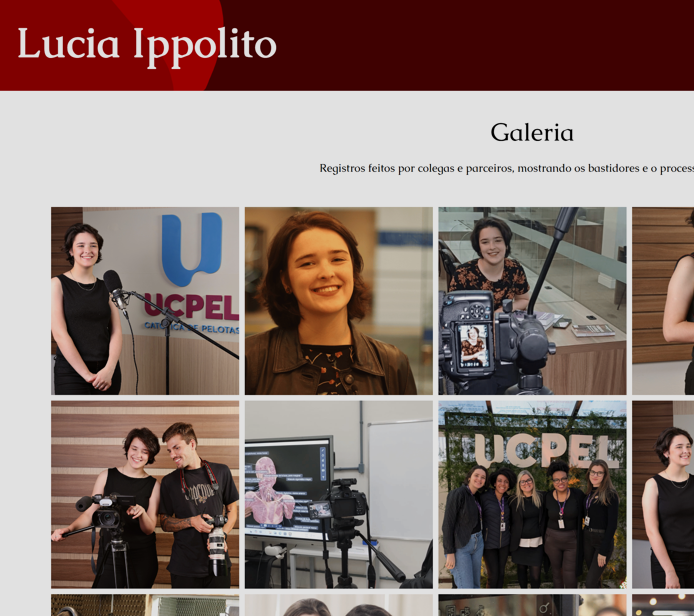 Lucia Ippolito
Galeria
Registros feitos por colegas e parceiros, mostrando os bastidores e o process
UCPEL
CATÓLICA DE PELOTAS
UCPEL